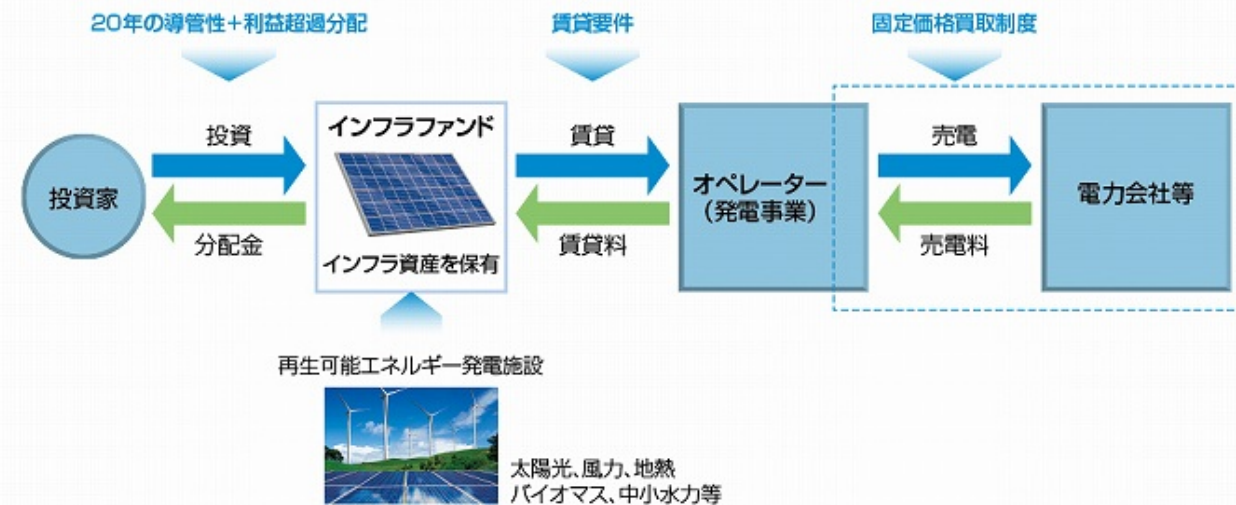 20年の導管性+利益超過分配
賃貸要件
固定価格買取制度
投資家
投資
分配金
インフラファンド
インフラ資産を保有
賃貸
賃貸料
オペレーター
（発電事業）
売電
売電料
電力会社等
再生可能エネルギー発電施設
太陽光、風力、地熱
バイオマス、中小水力等